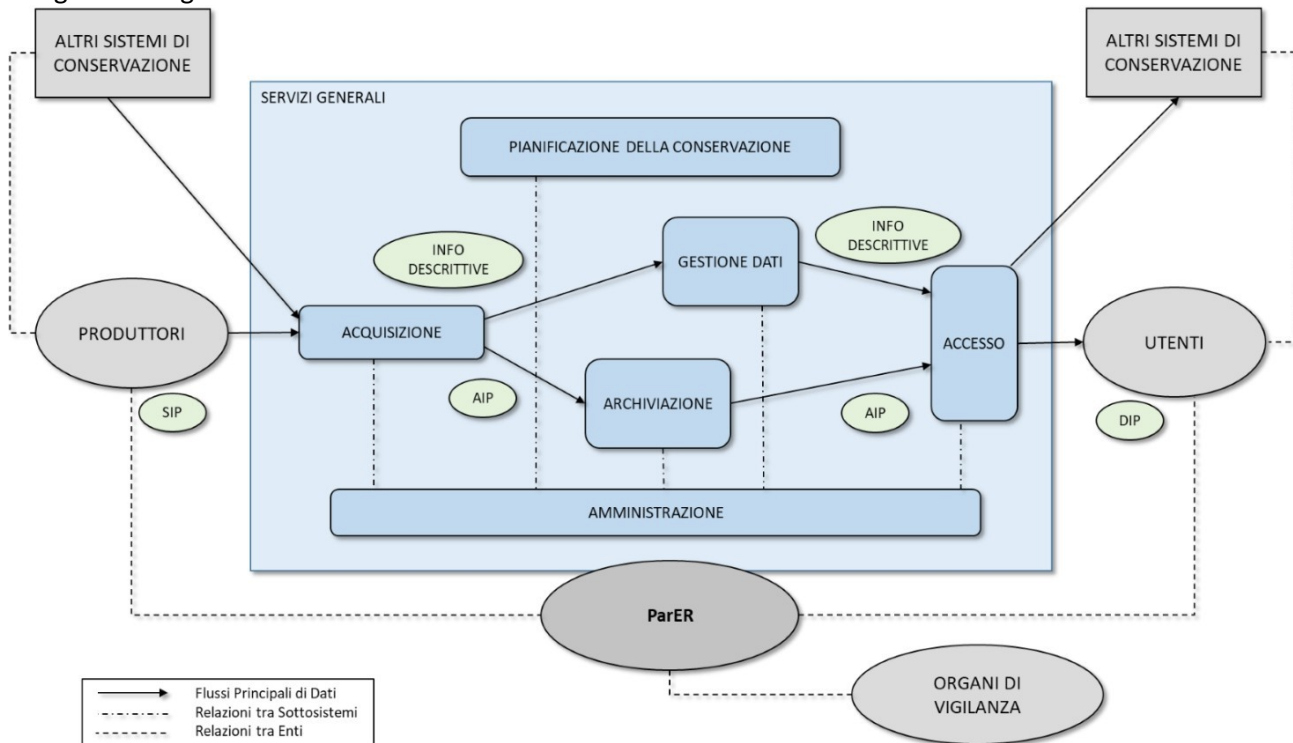 ALTRI SISTEMI DI
CONSERVAZIONE
ALTRI SISTEMI DI
CONSERVAZIONE
SERVIZI GENERALI
PIANIFICAZIONE DELLA CONSERVAZIONE
INFO
DESCRITTIVE
GESTIONE DATI
INFO
DESCRITTIVE
PRODUTTORI
ACQUISIZIONE
ACCESSO
UTENTI
SIP
AIP
ARCHIVIAZIONE
AIP
DIP
AMMINISTRAZIONE
ParER
ORGANI DI
VIGILANZA
Flussi Principali di Dati
Relazioni tra Sottosistemi
Relazioni tra Enti